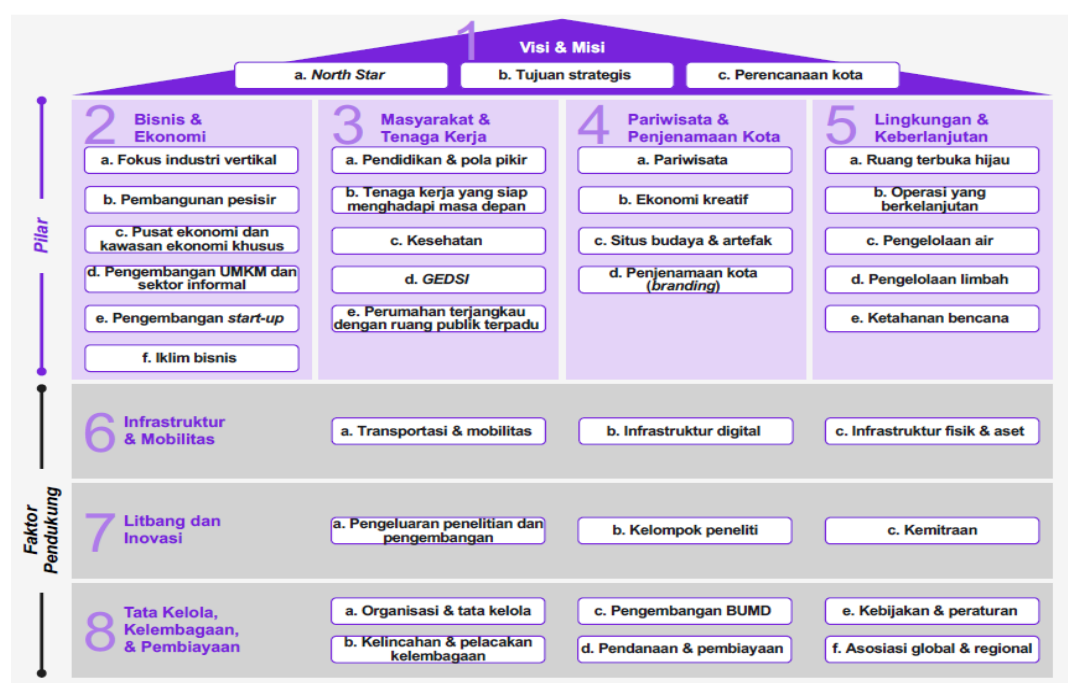 1
Visi & Misi
a. North Star
b. Tujuan strategis
c. Perencanaan kota
Pilar
2
Bisnis &
Ekonomi
a. Fokus industri vertikal
b. Pembangunan pesisir
c. Pusat ekonomi dan
kawasan ekonomi khusus
d. Pengembangan UMKM dan
sektor informal
e. Pengembangan start-up
f. Iklim bisnis
3
Masyarakat &
Tenaga Kerja
a. Pendidikan & pola pikir
b. Tenaga kerja yang siap
menghadapi masa depan
c. Kesehatan
d. GEDSI
e. Perumahan terjangkau
dengan ruang publik terpadu
4
Pariwisata &
Penjenamaan Kota
a. Pariwisata
b. Ekonomi kreatif
c. Situs budaya & artefak
d. Penjenamaan kota
(branding)
5
Lingkungan &
Keberlanjutan
a. Ruang terbuka hijau
b. Operasi yang
berkelanjutan
c. Pengelolaan air
d. Pengelolaan limbah
e. Ketahanan bencana
Faktor
Pendukung
6
Infrastruktur
& Mobilitas
a. Transportasi & mobilitas
b. Infrastruktur digital
c. Infrastruktur fisik & aset
7
Litbang dan
Inovasi
a. Pengeluaran penelitian dan
pengembangan
b. Kelompok peneliti
c. Kemitraan
8
Tata Kelola,
Kelembagaan,
& Pembiayaan
a. Organisasi & tata kelola
b. Kelincahan & pelacakan
kelembagaan
c. Pengembangan BUMD
d. Pendanaan & pembiayaan
e. Kebijakan & peraturan
f. Asosiasi global & regional